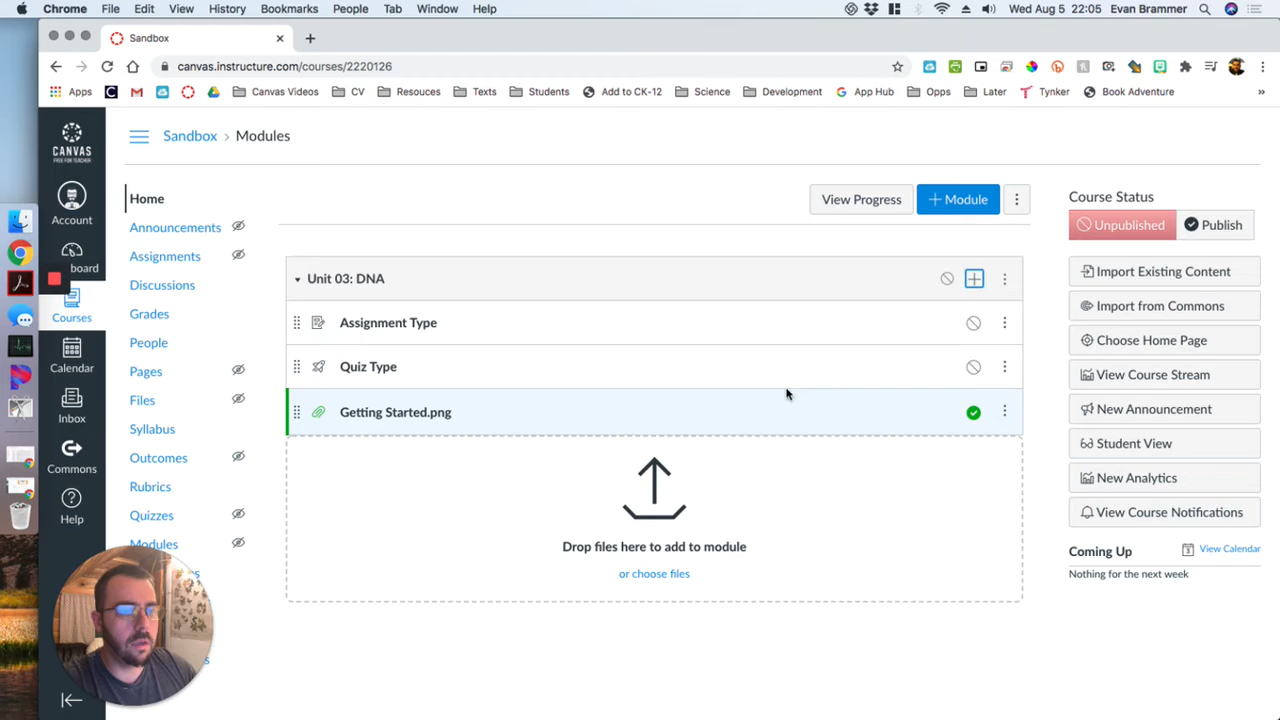 Chrome File Edit View History Bookmarks People Tab Window Help Wed Aug 5 22:05 Evan Brammer
Sandbox
canvas.instructure.com/courses/2220126
Apps Canvas Videos CV Resouces Texts Students Add to CK-12 Science Development App Hub Opps Later Tynker Book Adventure »
CANVAS
FREE FOR TEACHER
Account
board
Courses
Calendar
Inbox
Commons
Help
Sandbox › Modules
Home
Announcements
Assignments
Discussions
Grades
People
Pages
Files
Syllabus
Outcomes
Rubrics
Quizzes
Modules
View Progress
+ Module
Unit 03: DNA
Assignment Type
Quiz Type
Getting Started.png
Drop files here to add to module
or choose files
Course Status
Unpublished Publish
Import Existing Content
Import from Commons
Choose Home Page
View Course Stream
New Announcement
Student View
New Analytics
View Course Notifications
Coming Up View Calendar
Nothing for the next week